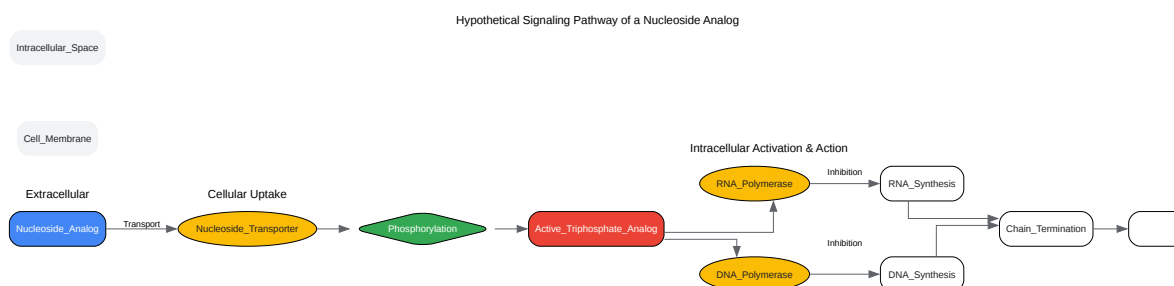 Hypothetical Signaling Pathway of a Nucleoside Analog
Intracellular_Space
Cell_Membrane
Intracellular Activation & Action
Inhibition
RNA_Polymerase
RNA_Synthesis
Extracellular
Cellular Uptake
Transport
Nucleoside_Analog
Nucleoside_Transporter
Phosphorylation
Active_Triphosphate_Analog
Chain_Termination
Inhibition
DNA_Polymerase
DNA_Synthesis